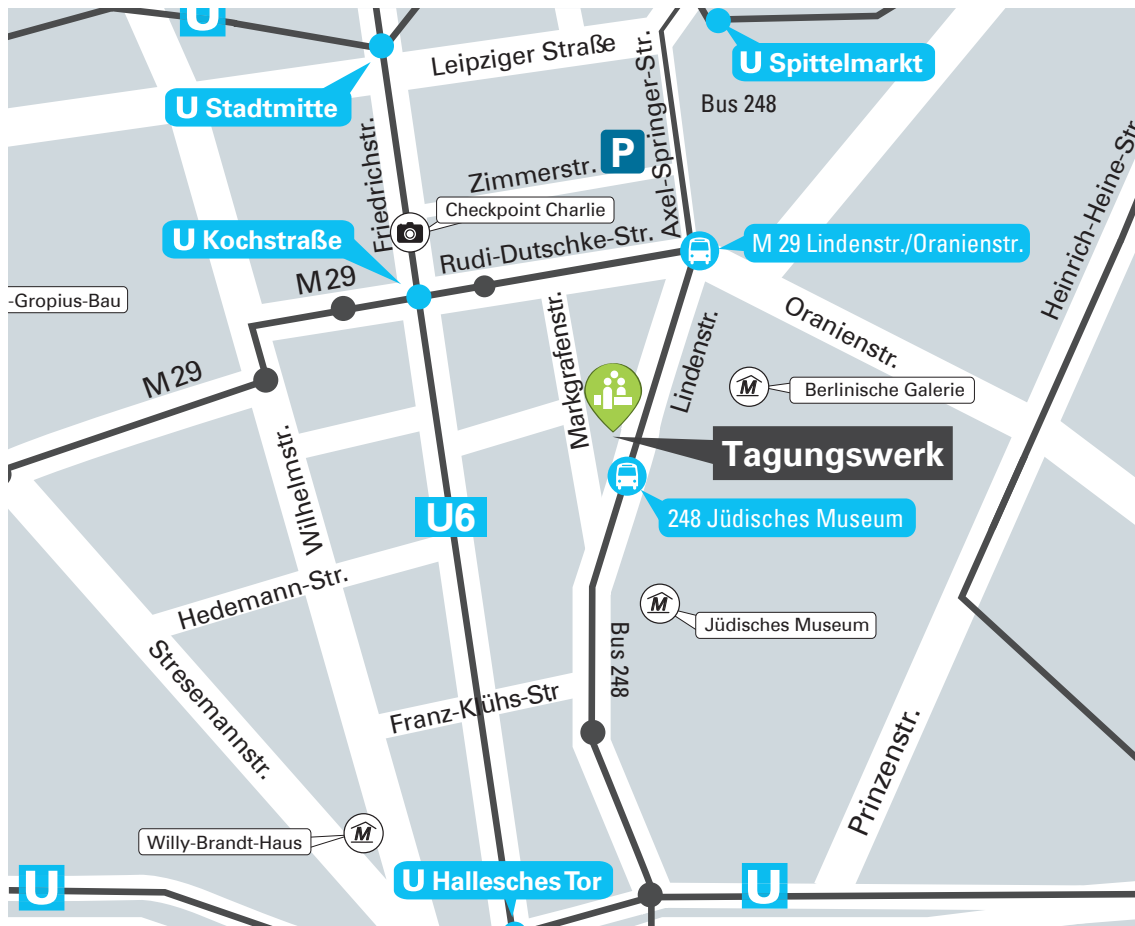 U
Leipziger Straße
U Spittelmarkt
U Stadtmitte
Bus 248
Axel-Springer-Str.
Heinrich-Heine-Str.
Friedrichstr.
P
Zimmerstr.
Checkpoint Charlie
U Kochstraße
Rudi-Dutschke-Str.
M 29 Lindenstr./Oranienstr.
M 29
-Gropius-Bau
Oranienstr.
Markgrafenstr.
Lindenstr.
M 29
M
Berlinische Galerie
Tagungswerk
Wilhelmstr.
U6
248 Jüdisches Museum
Hedemann-Str.
M
Jüdisches Museum
Bus 248
Stresemannstr.
Franz-Klühs-Str
Prinzenstr.
Willy-Brandt-Haus
M
U
U Hallesches Tor
U